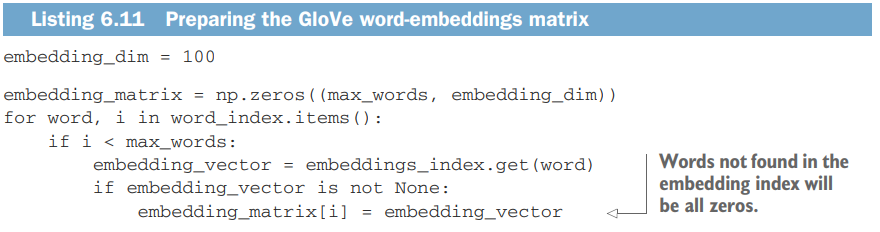 Listing 6.11 Preparing the GloVe word-embeddings matrix
embedding_dim = 100
embedding_matrix = np.zeros((max_words, embedding_dim))
for word, i in word_index.items():
    if i < max_words:
        embedding_vector = embeddings_index.get(word)
        if embedding_vector is not None:
            embedding_matrix[i] = embedding_vector
Words not found in the
embedding index will
be all zeros.